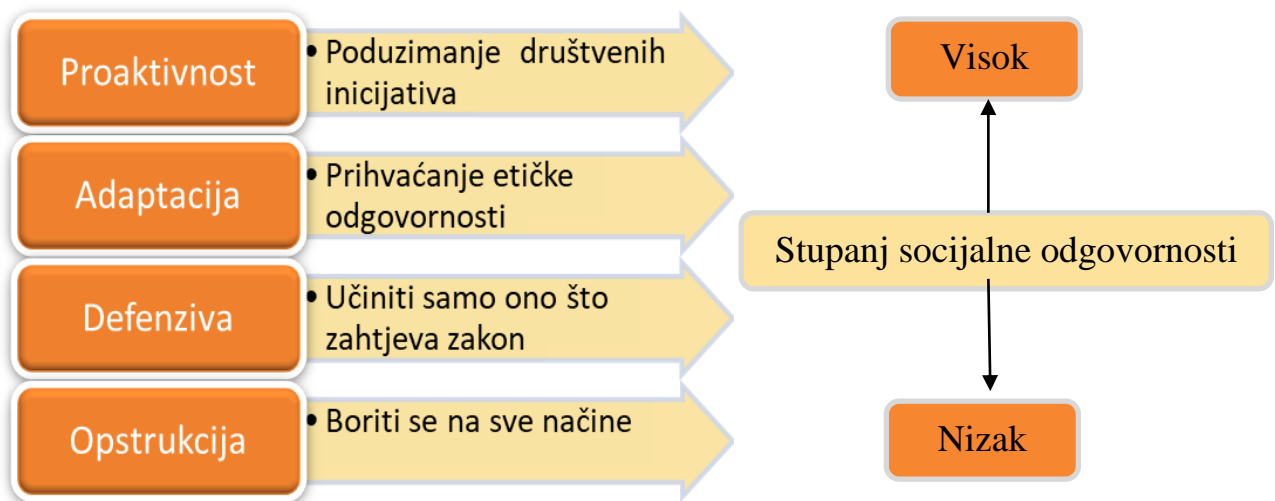 Proaktivnost
• Poduzimanje društvenih
inicijativa
Adaptacija
• Prihvaćanje etičke
odgovornosti
Defenziva
• Učiniti samo ono što
zahtjeva zakon
Opstrukcija
• Boriti se na sve načine
Visok
Stupanj socijalne odgovornosti
Nizak